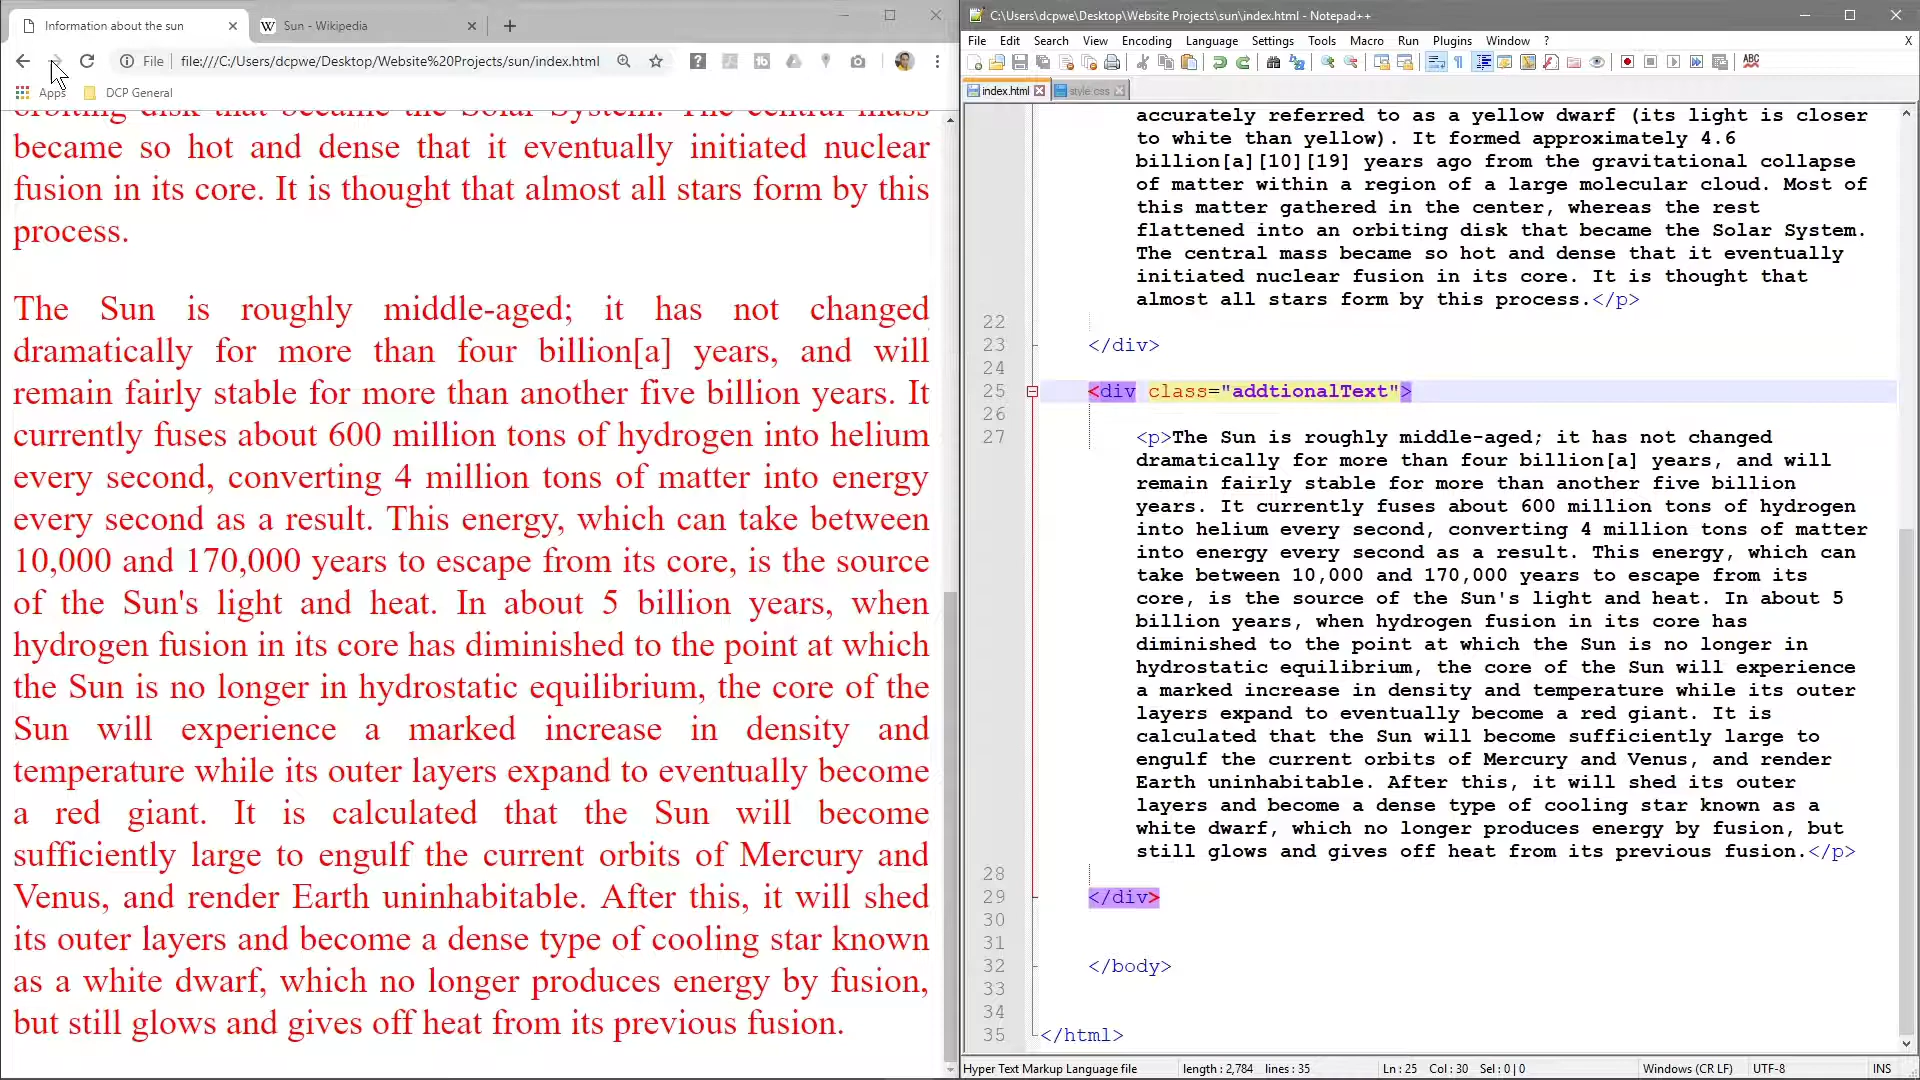 Information about the sun
Sun - Wikipedia
File
file:///C:/Users/dcpwe/Desktop/Website%20Projects/sun/index.html
Apps
DCP General
orbiting disk that became the Solar System. The central mass
became so hot and dense that it eventually initiated nuclear
fusion in its core. It is thought that almost all stars form by this
process.
The Sun is roughly middle-aged; it has not changed
dramatically for more than four billion[a] years, and will
remain fairly stable for more than another five billion years. It
currently fuses about 600 million tons of hydrogen into helium
every second, converting 4 million tons of matter into energy
every second as a result. This energy, which can take between
10,000 and 170,000 years to escape from its core, is the source
of the Sun's light and heat. In about 5 billion years, when
hydrogen fusion in its core has diminished to the point at which
the Sun is no longer in hydrostatic equilibrium, the core of the
Sun will experience a marked increase in density and
temperature while its outer layers expand to eventually become
a red giant. It is calculated that the Sun will become
sufficiently large to engulf the current orbits of Mercury and
Venus, and render Earth uninhabitable. After this, it will shed
its outer layers and become a dense type of cooling star known
as a white dwarf, which no longer produces energy by fusion,
but still glows and gives off heat from its previous fusion.
C:\Users\dcpwe\Desktop\Website Projects\sun\index.html - Notepad++
File Edit Search View Encoding Language Settings Tools Macro Run Plugins Window ? X
index.html
style.css
accurately referred to as a yellow dwarf (its light is closer
to white than yellow). It formed approximately 4.6
billion[a][10][19] years ago from the gravitational collapse
of matter within a region of a large molecular cloud. Most of
this matter gathered in the center, whereas the rest
flattened into an orbiting disk that became the Solar System.
The central mass became so hot and dense that it eventually
initiated nuclear fusion in its core. It is thought that
almost all stars form by this process.</p>
22
23 </div>
24
25 <div class="addtionalText">
26
27 <p>The Sun is roughly middle-aged; it has not changed
dramatically for more than four billion[a] years, and will
remain fairly stable for more than another five billion
years. It currently fuses about 600 million tons of hydrogen
into helium every second, converting 4 million tons of matter
into energy every second as a result. This energy, which can
take between 10,000 and 170,000 years to escape from its
core, is the source of the Sun's light and heat. In about 5
billion years, when hydrogen fusion in its core has
diminished to the point at which the Sun is no longer in
hydrostatic equilibrium, the core of the Sun will experience
a marked increase in density and temperature while its outer
layers expand to eventually become a red giant. It is
calculated that the Sun will become sufficiently large to
engulf the current orbits of Mercury and Venus, and render
Earth uninhabitable. After this, it will shed its outer
layers and become a dense type of cooling star known as a
white dwarf, which no longer produces energy by fusion, but
still glows and gives off heat from its previous fusion.</p>
28
29 </div>
30
31
32 </body>
33
34
35 </html>
Hyper Text Markup Language file length : 2,784 lines : 35 Ln : 25 Col : 30 Sel : 0 | 0 Windows (CR LF) UTF-8 INS